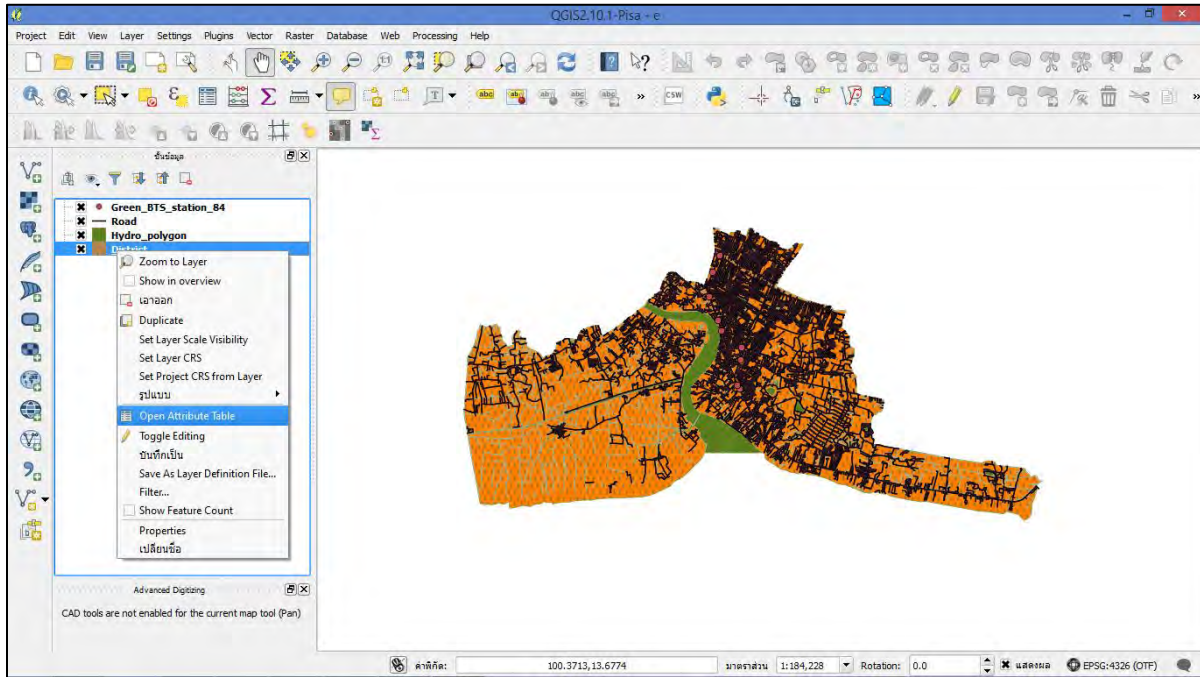 QGIS2.10.1-Pisa - e
Project Edit View Layer Settings Plugins Vector Raster Database Web Processing Help
CSW
ชั้นข้อมูล
Green_BTS_station_84
Road
Hydro_polygon
District
Zoom to Layer
Show in overview
เอาออก
Duplicate
Set Layer Scale Visibility
Set Layer CRS
Set Project CRS from Layer
รูปแบบ
Open Attribute Table
Toggle Editing
บันทึกเป็น
Save As Layer Definition File...
Filter...
Show Feature Count
Properties
เปลี่ยนชื่อ
Advanced Digitizing
CAD tools are not enabled for the current map tool (Pan)
ค่าพิกัด: 100.3713,13.6774 มาตราส่วน 1:184,228 Rotation: 0.0 แสดงผล EPSG:4326 (OTF)